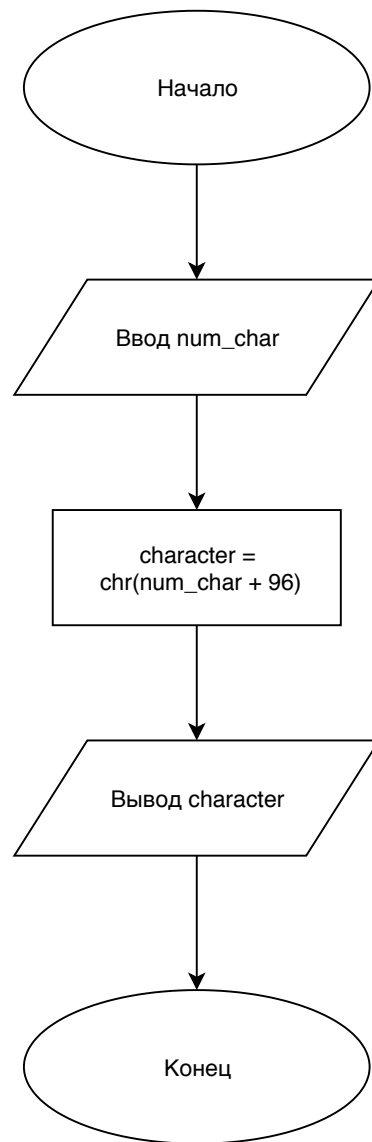 Начало
Ввод num_char
character =
chr(num_char + 96)
Вывод character
Конец